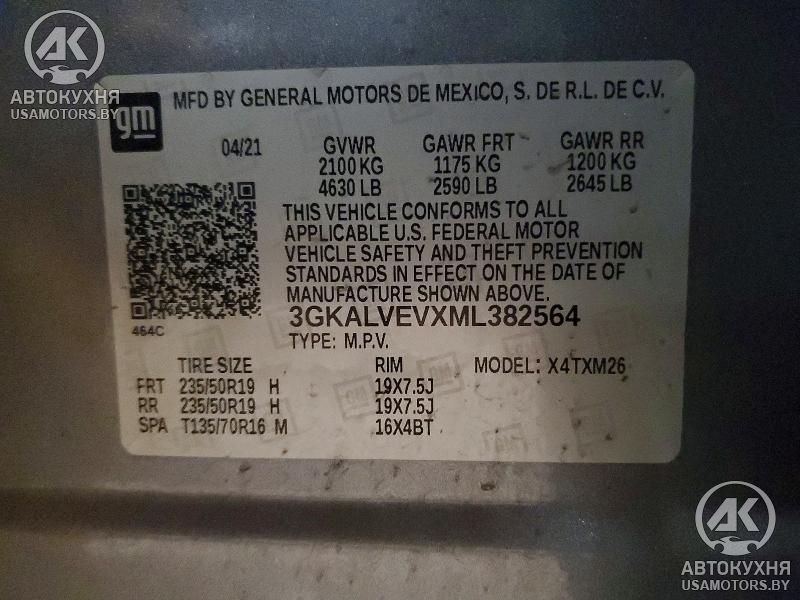 АК
АВТОКУХНЯ
USAMOTORS.BY
gm
MFD BY GENERAL MOTORS DE MEXICO, S. DE R.L. DE C.V.
04/21 GVWR GAWR FRT GAWR RR
2100 KG 1175 KG 1200 KG
4630 LB 2590 LB 2645 LB
THIS VEHICLE CONFORMS TO ALL
APPLICABLE U.S. FEDERAL MOTOR
VEHICLE SAFETY AND THEFT PREVENTION
STANDARDS IN EFFECT ON THE DATE OF
MANUFACTURE SHOWN ABOVE.
464C
3GKALVEVXML382564
TYPE: M.P.V.
TIRE SIZE RIM MODEL: X4TXM26
FRT 235/50R19 H 19X7.5J
RR 235/50R19 H 19X7.5J
SPA T135/70R16 M 16X4BT
АК
АВТОКУХНЯ
USAMOTORS.BY